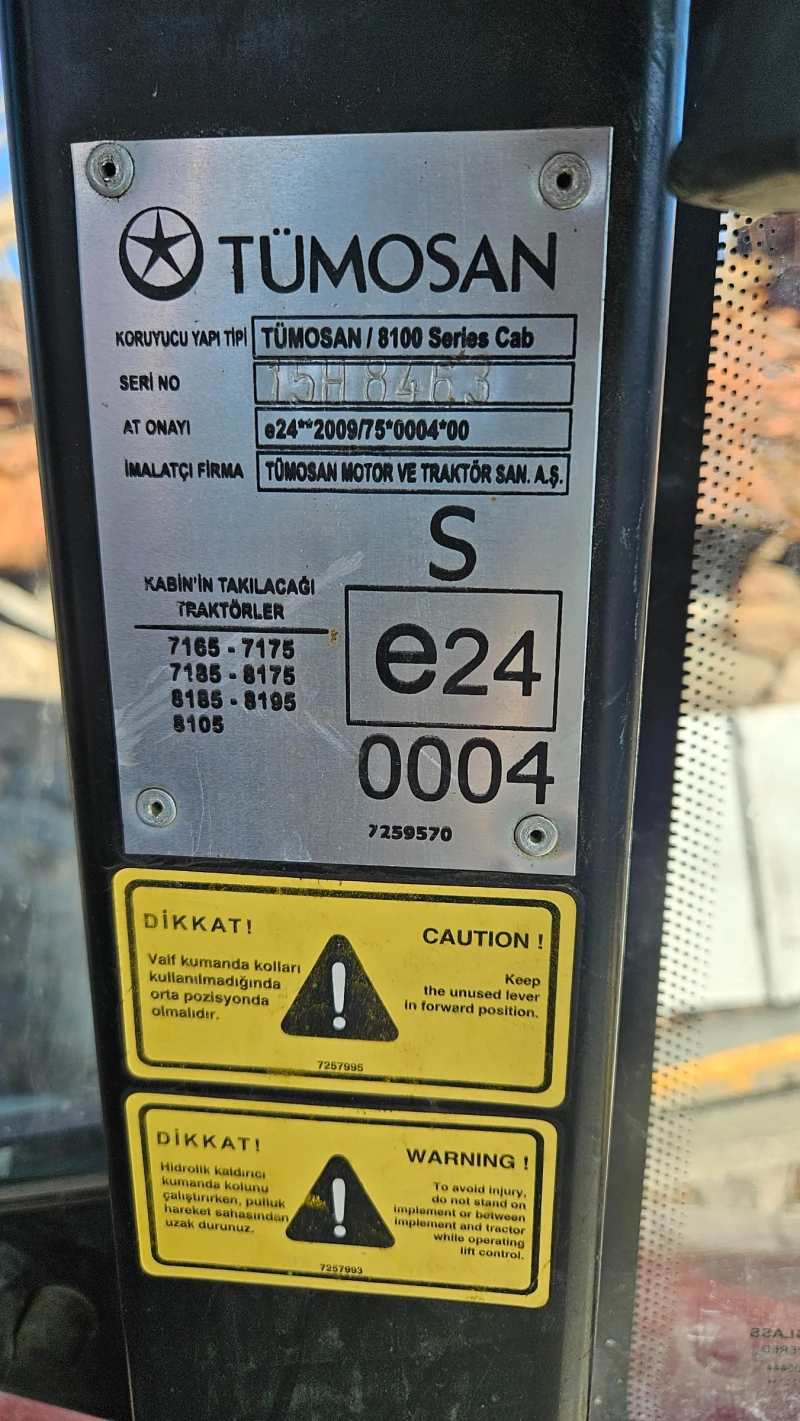 TÜMOSAN
KORUYUCU YAPI TİPİ TÜMOSAN / 8100 Series Cab
SERİ NO 15H 8463
AT ONAYI e24**2009/75*0004*00
İMALATÇI FİRMA TÜMOSAN MOTOR VE TRAKTÖR SAN. A.Ş.
S
KABİN'İN TAKILACAĞI
TRAKTÖRLER
7165 - 7175
7185 - 8175
8185 - 8195
8105
e24
0004
7259570
DİKKAT!
Valf kumanda kolları
kullanılmadığında
orta pozisyonda
olmalıdır.
CAUTION !
Keep
the unused lever
in forward position.
7257995
DİKKAT!
Hidrolik kaldırıcı
kumanda kolunu
çalıştırırken, pulluk
hareket sahasından
uzak durunuz.
WARNING !
To avoid injury,
do not stand on
implement or between
implement and tractor
while operating
lift control.
7257993